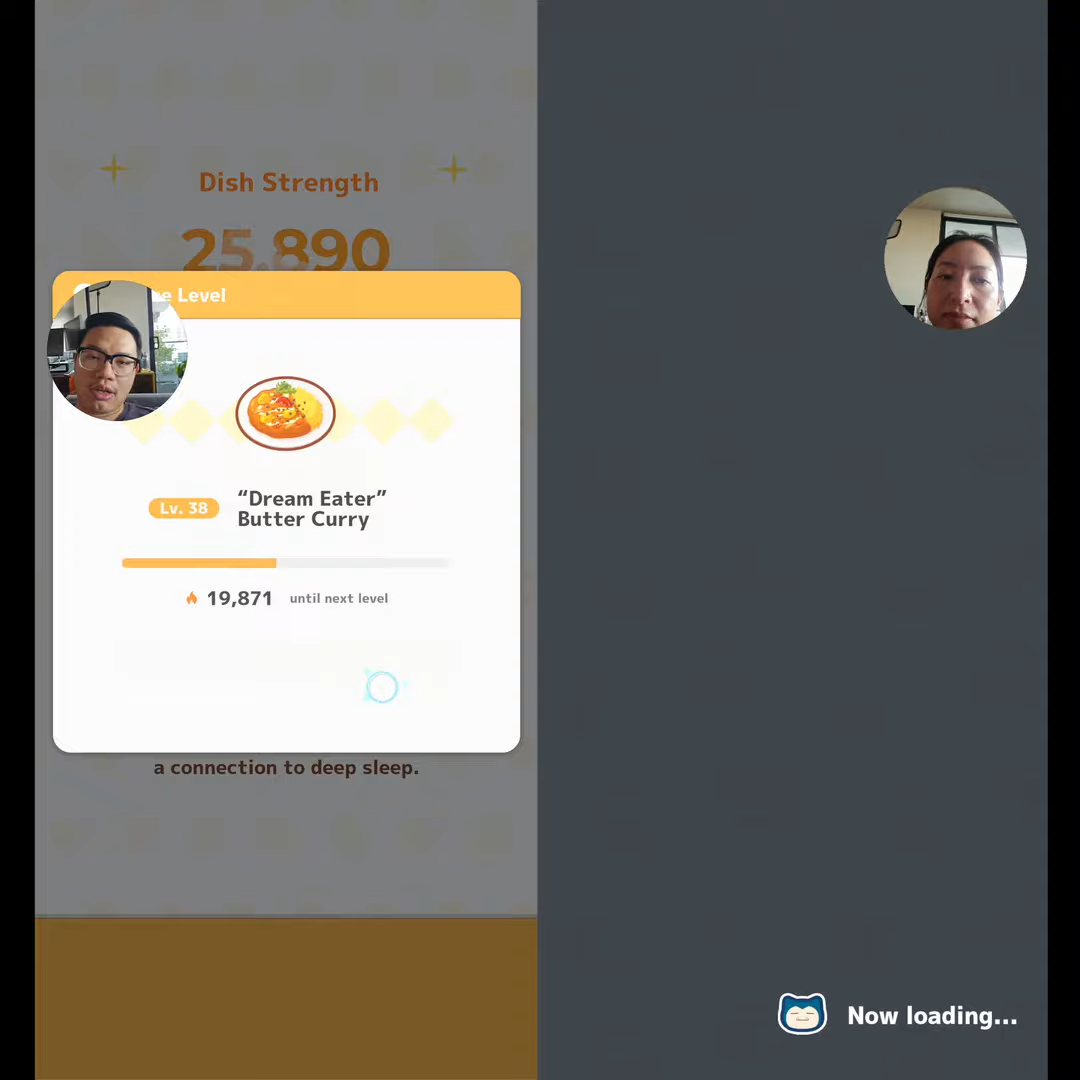 Dish Strength
25,890
Level
Lv. 38
“Dream Eater”
Butter Curry
19,871 until next level
a connection to deep sleep.
Now loading...